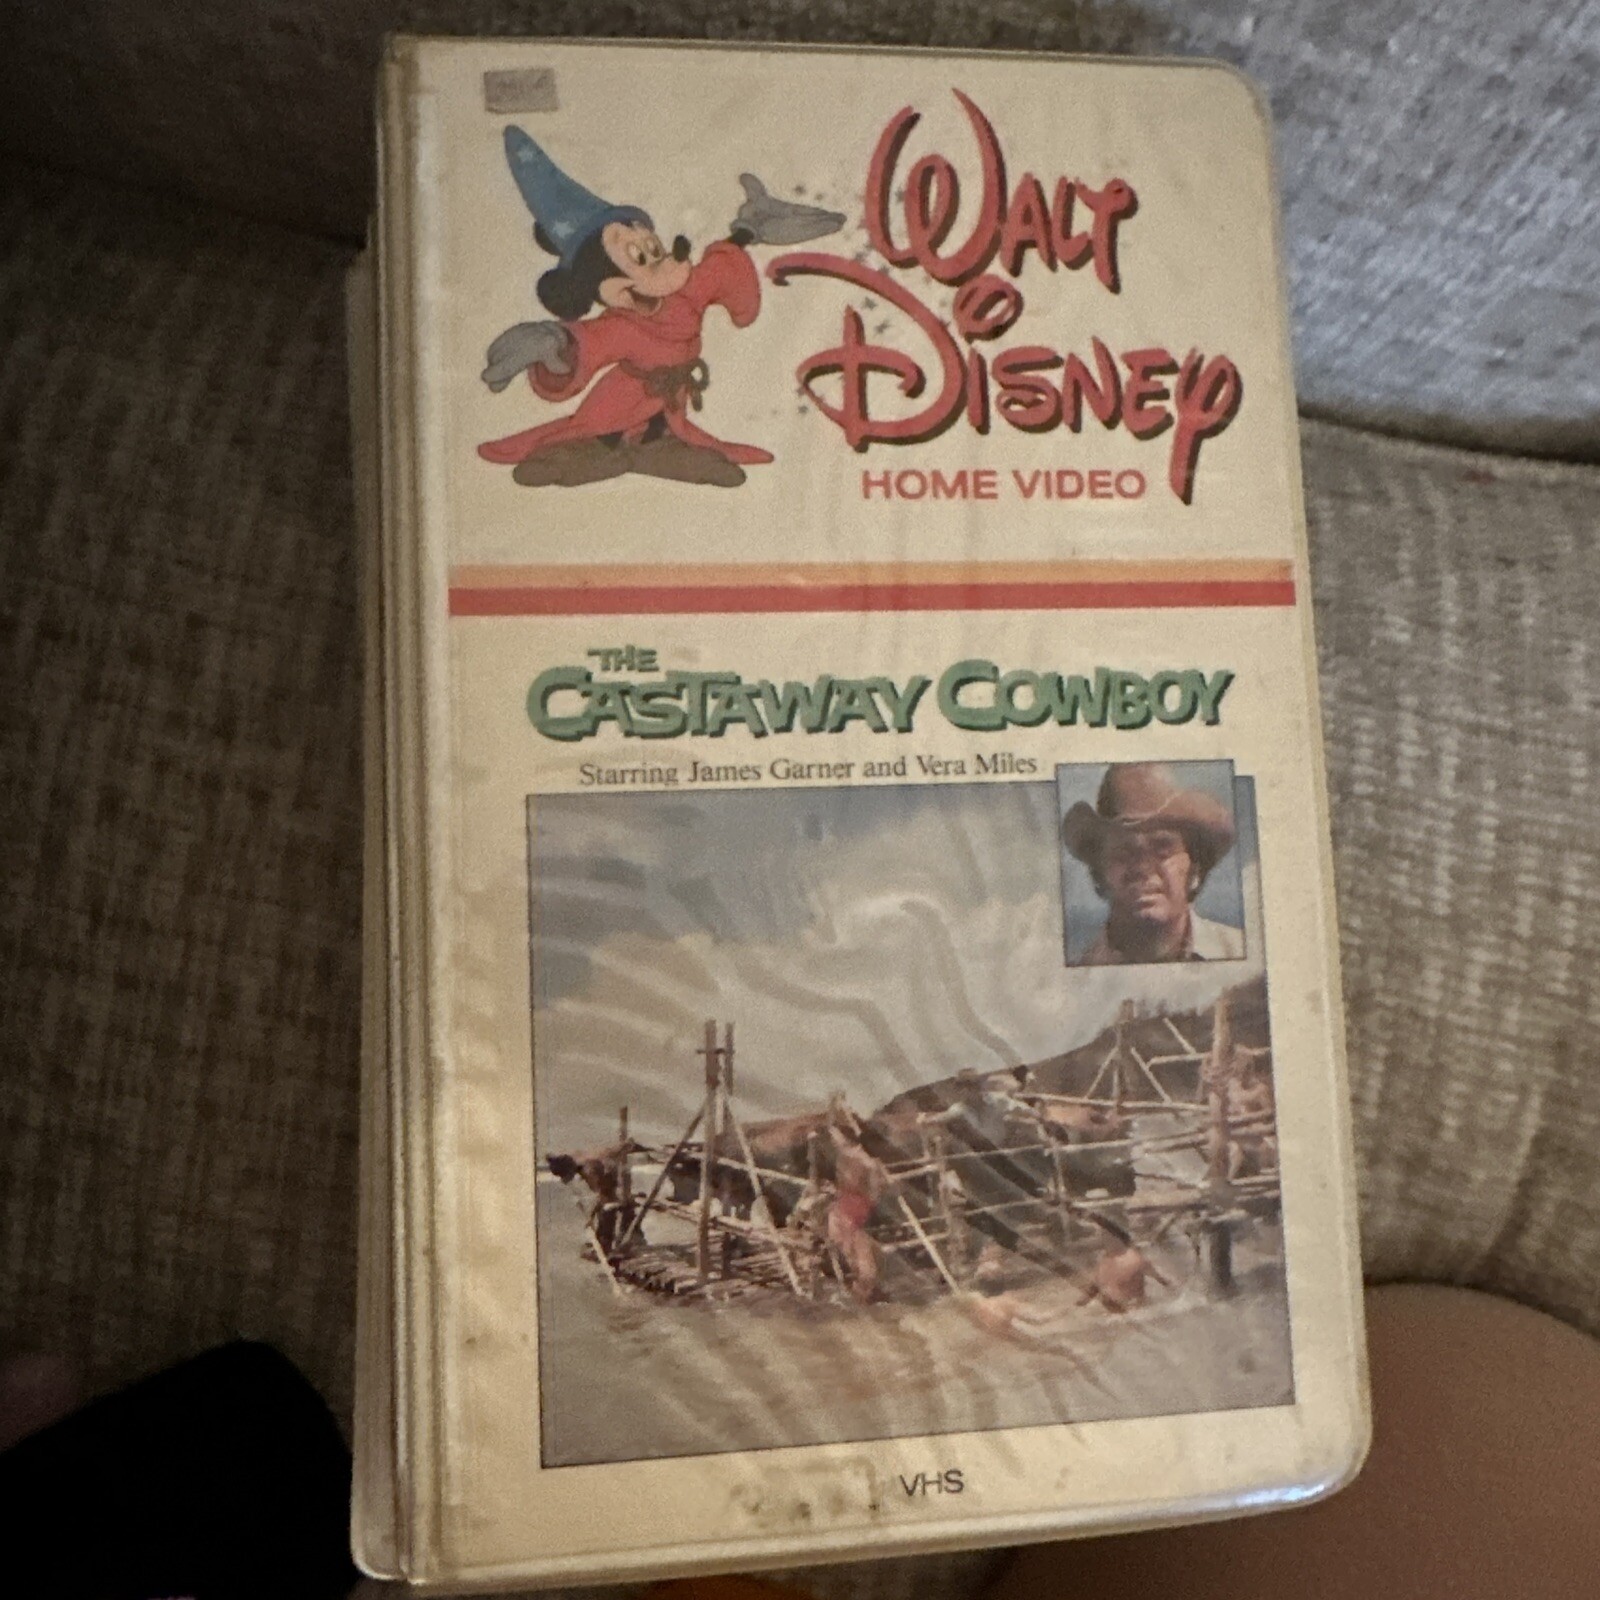 WALT
DISNEY
HOME VIDEO
THE
CASTAWAY COWBOY
Starring James Garner and Vera Miles
VHS